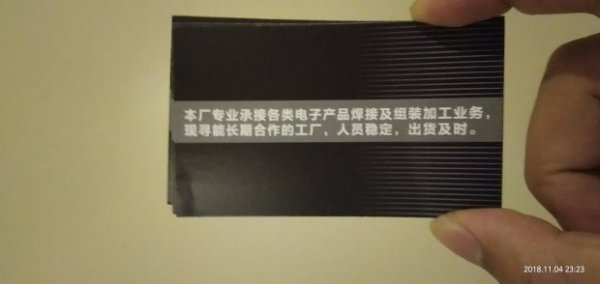 本厂专业承接各类电子产品焊接及组装加工业务，
现寻能长期合作的工厂，人员稳定，出货及时。
2018.11.04 23:23